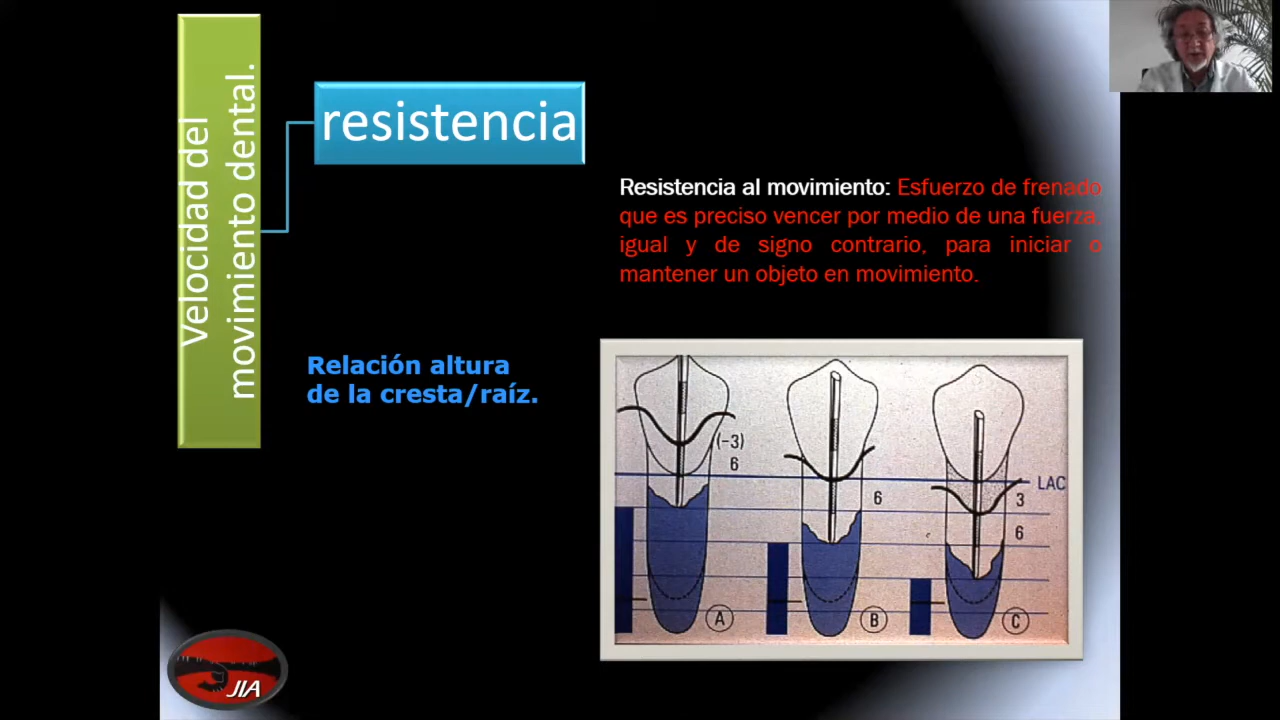 Velocidad del
movimiento dental.
resistencia
Resistencia al movimiento: Esfuerzo de frenado
que es preciso vencer por medio de una fuerza,
igual y de signo contrario, para iniciar o
mantener un objeto en movimiento.
Relación altura
de la cresta/raíz.
(-3)
6
6
LAC
3
6
A
B
C
JIA